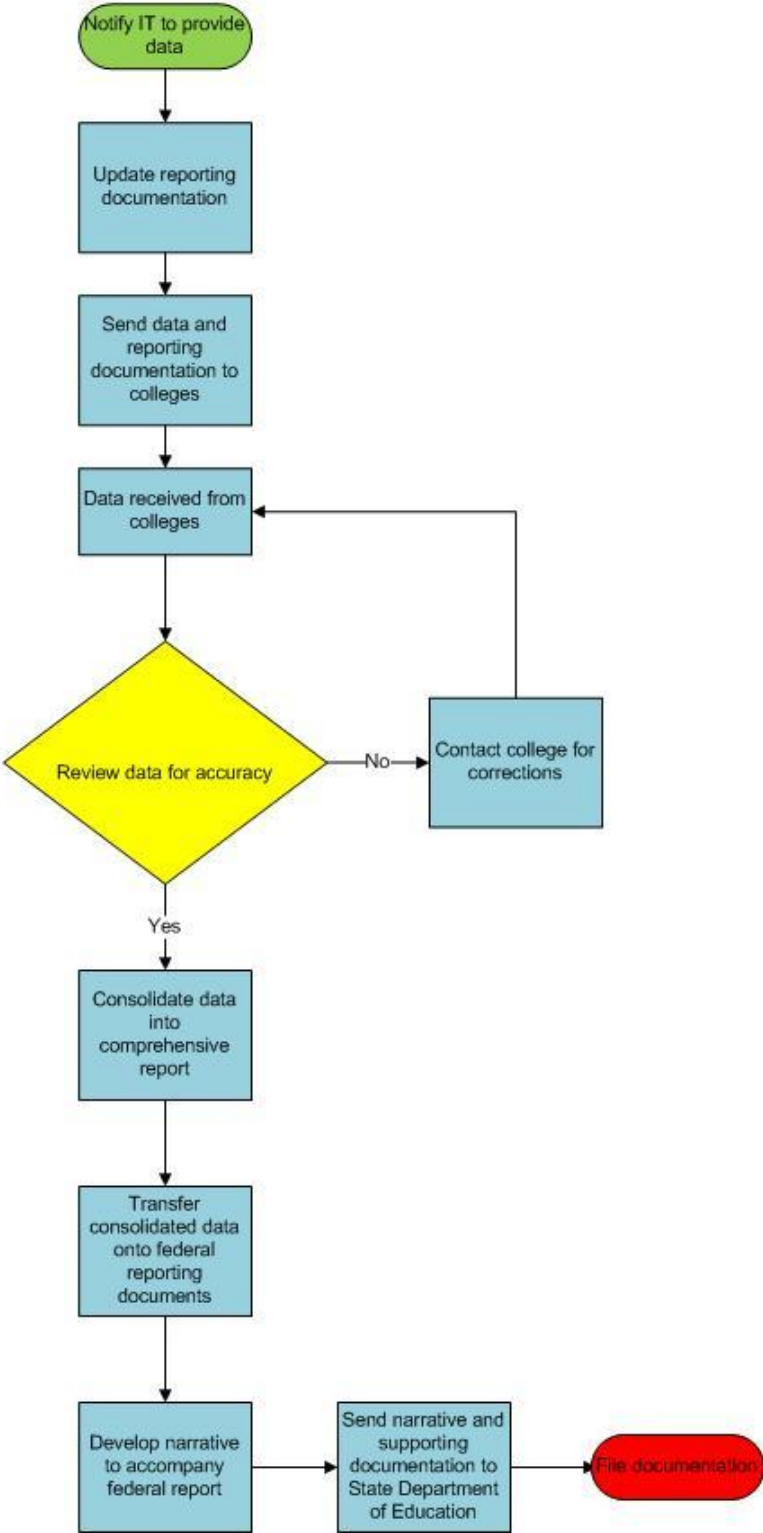 Notify IT to provide
data
Update reporting
documentation
Send data and
reporting
documentation to
colleges
Data received from
colleges
Review data for accuracy
No
Contact college for
corrections
Yes
Consolidate data
into
comprehensive
report
Transfer
consolidated data
onto federal
reporting
documents
Develop narrative
to accompany
federal report
Send narrative and
supporting
documentation to
State Department
of Education
File documentation